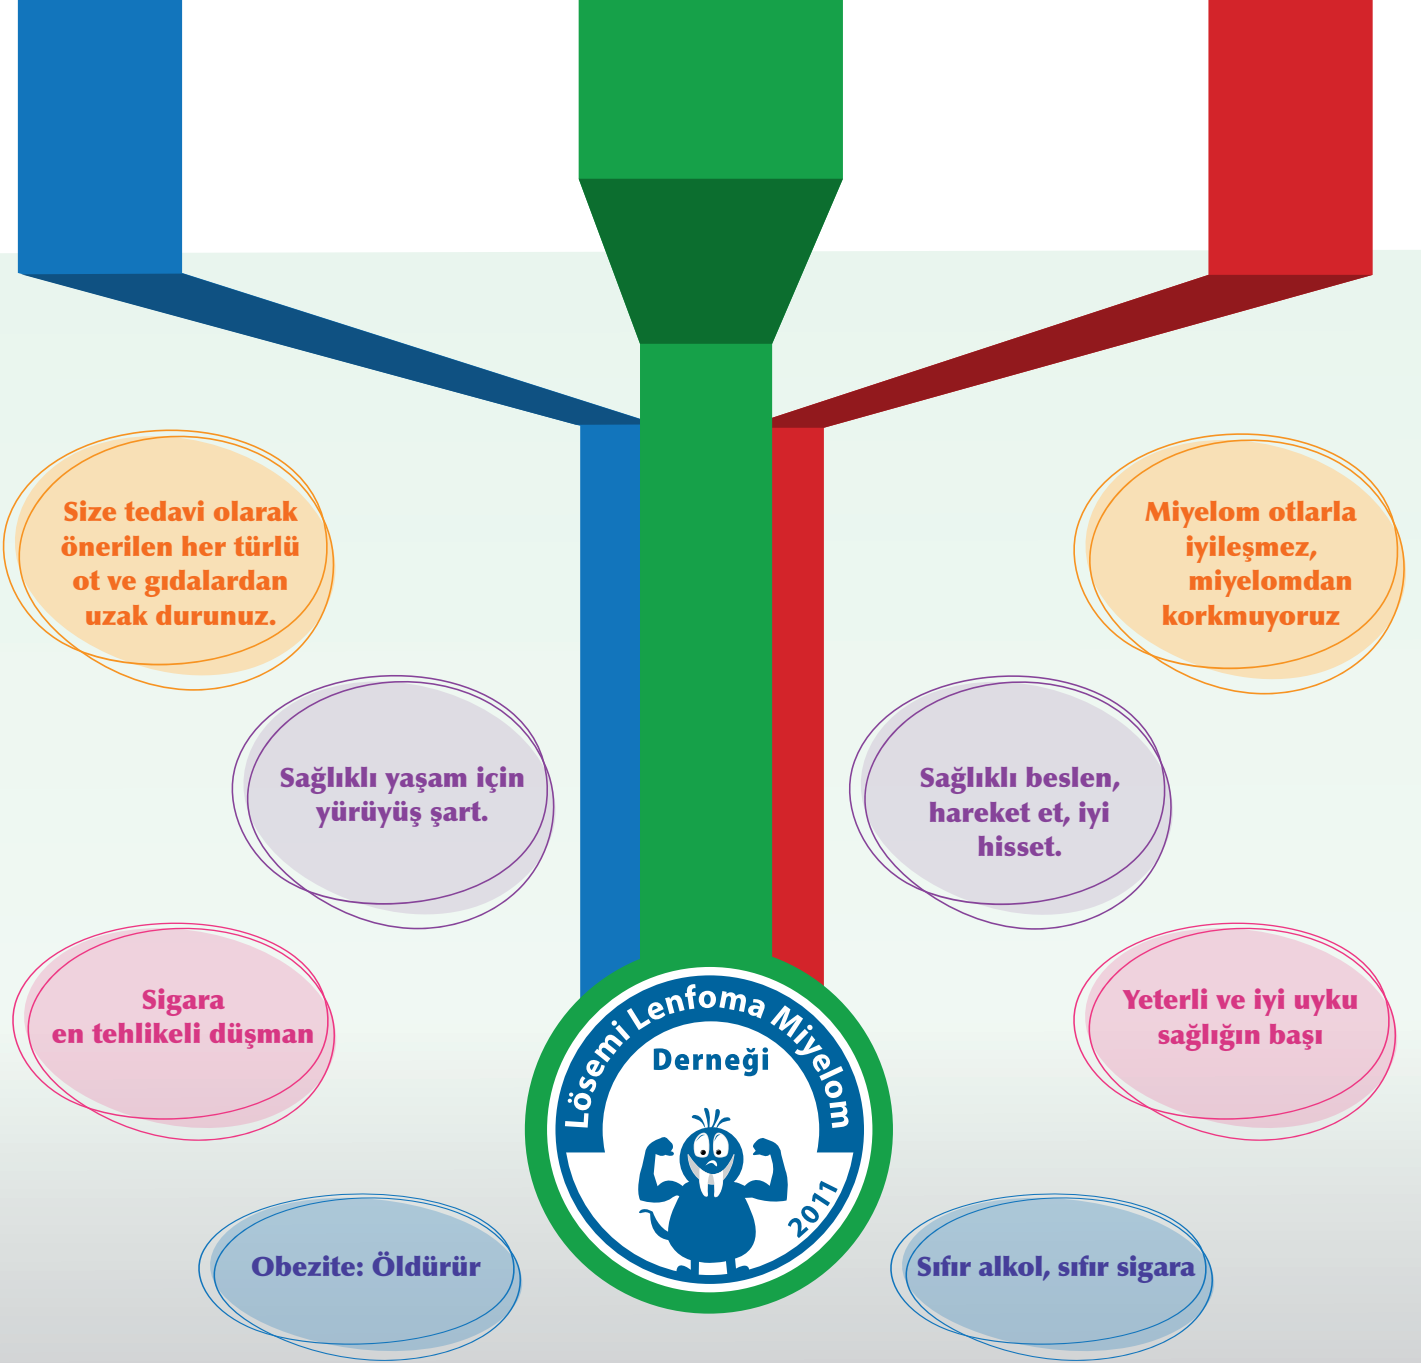 Size tedavi olarak
önerilen her türlü
ot ve gıdalardan
uzak durunuz.
Miyelom otlarla
iyileşmez,
miyelomdan
korkmuyoruz
Sağlıklı yaşam için
yürüyüş şart.
Sağlıklı beslen,
hareket et, iyi
hisset.
Sigara
en tehlikeli düşman
Yeterli ve iyi uyku
sağlığın başı
Lösemi Lenfoma Miyelom
Derneği
2011
Obezite: Öldürür
Sıfır alkol, sıfır sigara